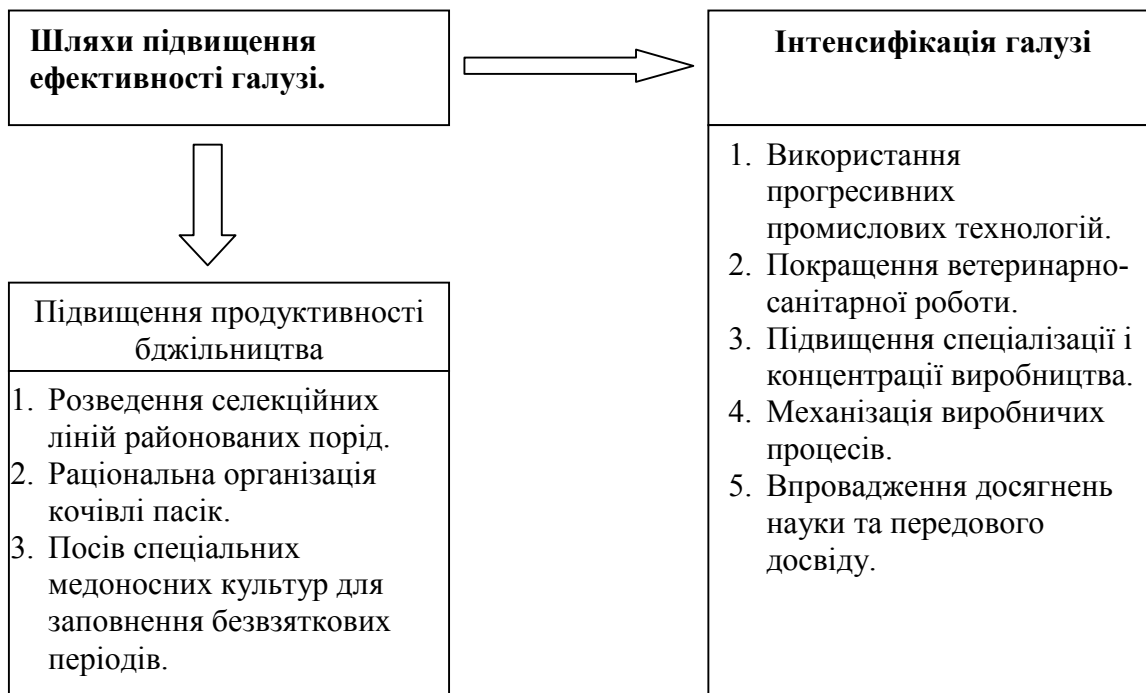 Шляхи підвищення
ефективності галузі.
Інтенсифікація галузі
1. Використання
прогресивних
промислових технологій.
2. Покращення ветеринарно-
санітарної роботи.
3. Підвищення спеціалізації і
концентрації виробництва.
4. Механізація виробничих
процесів.
5. Впровадження досягнень
науки та передового
досвіду.
Підвищення продуктивності
бджільництва
1. Розведення селекційних
ліній районованих порід.
2. Раціональна організація
кочівлі пасік.
3. Посів спеціальних
медоносних культур для
заповнення безвзяткових
періодів.